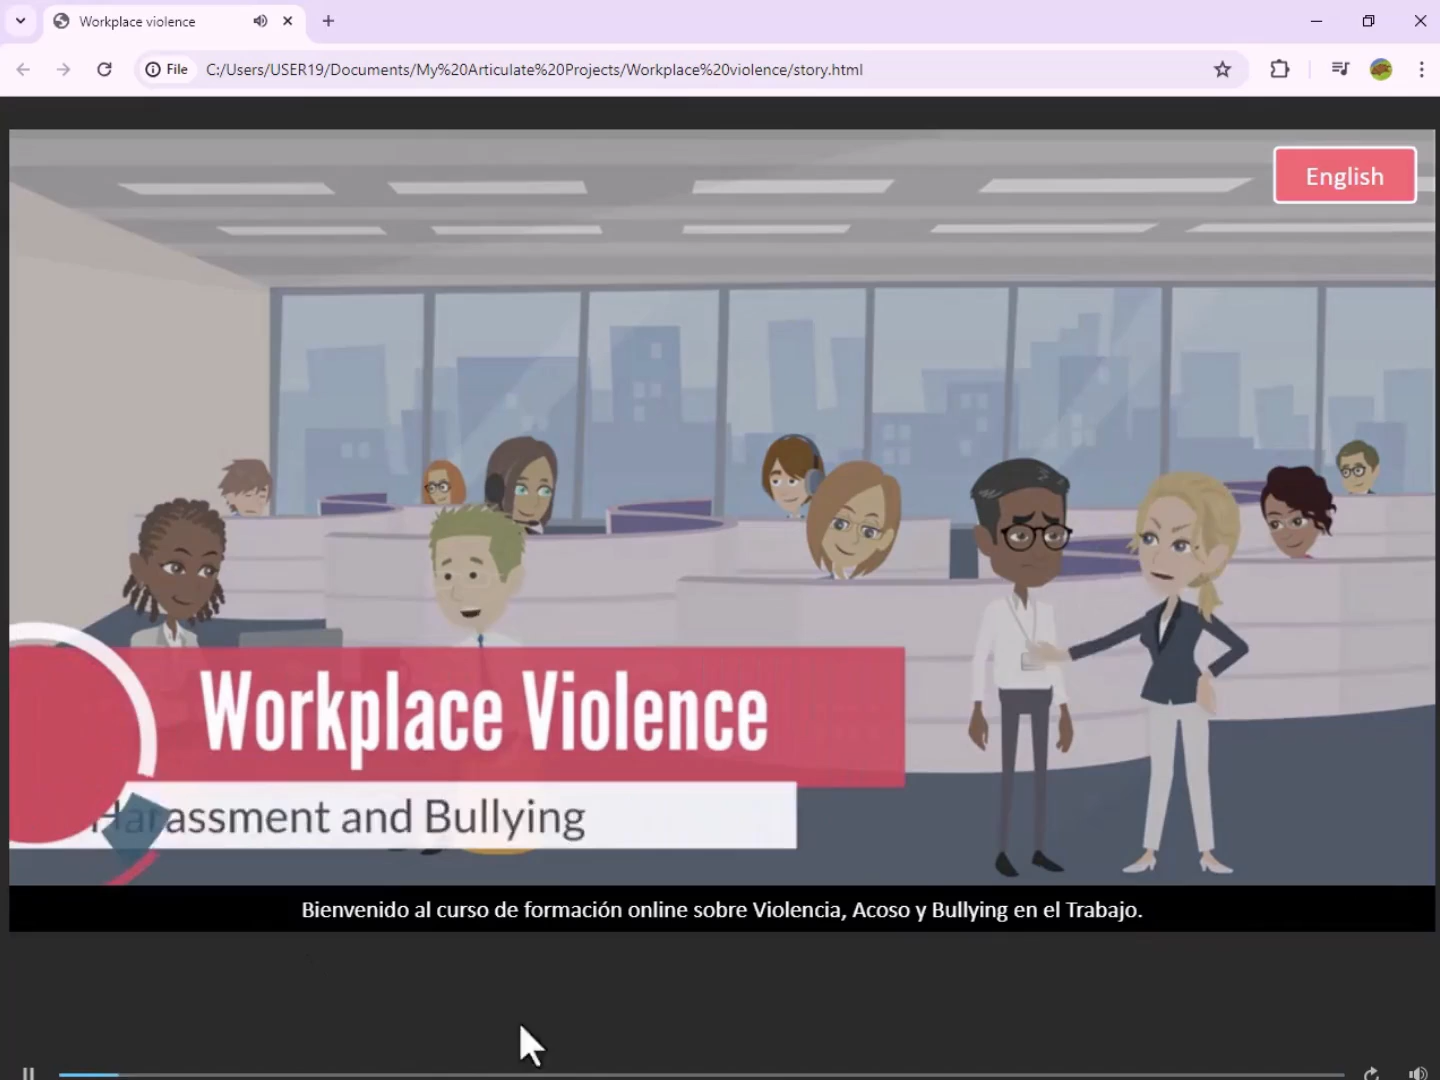 Workplace violence
File
C:/Users/USER19/Documents/My%20Articulate%20Projects/Workplace%20violence/story.html
English
Workplace Violence
Harassment and Bullying
Bienvenido al curso de formación online sobre Violencia, Acoso y Bullying en el Trabajo.